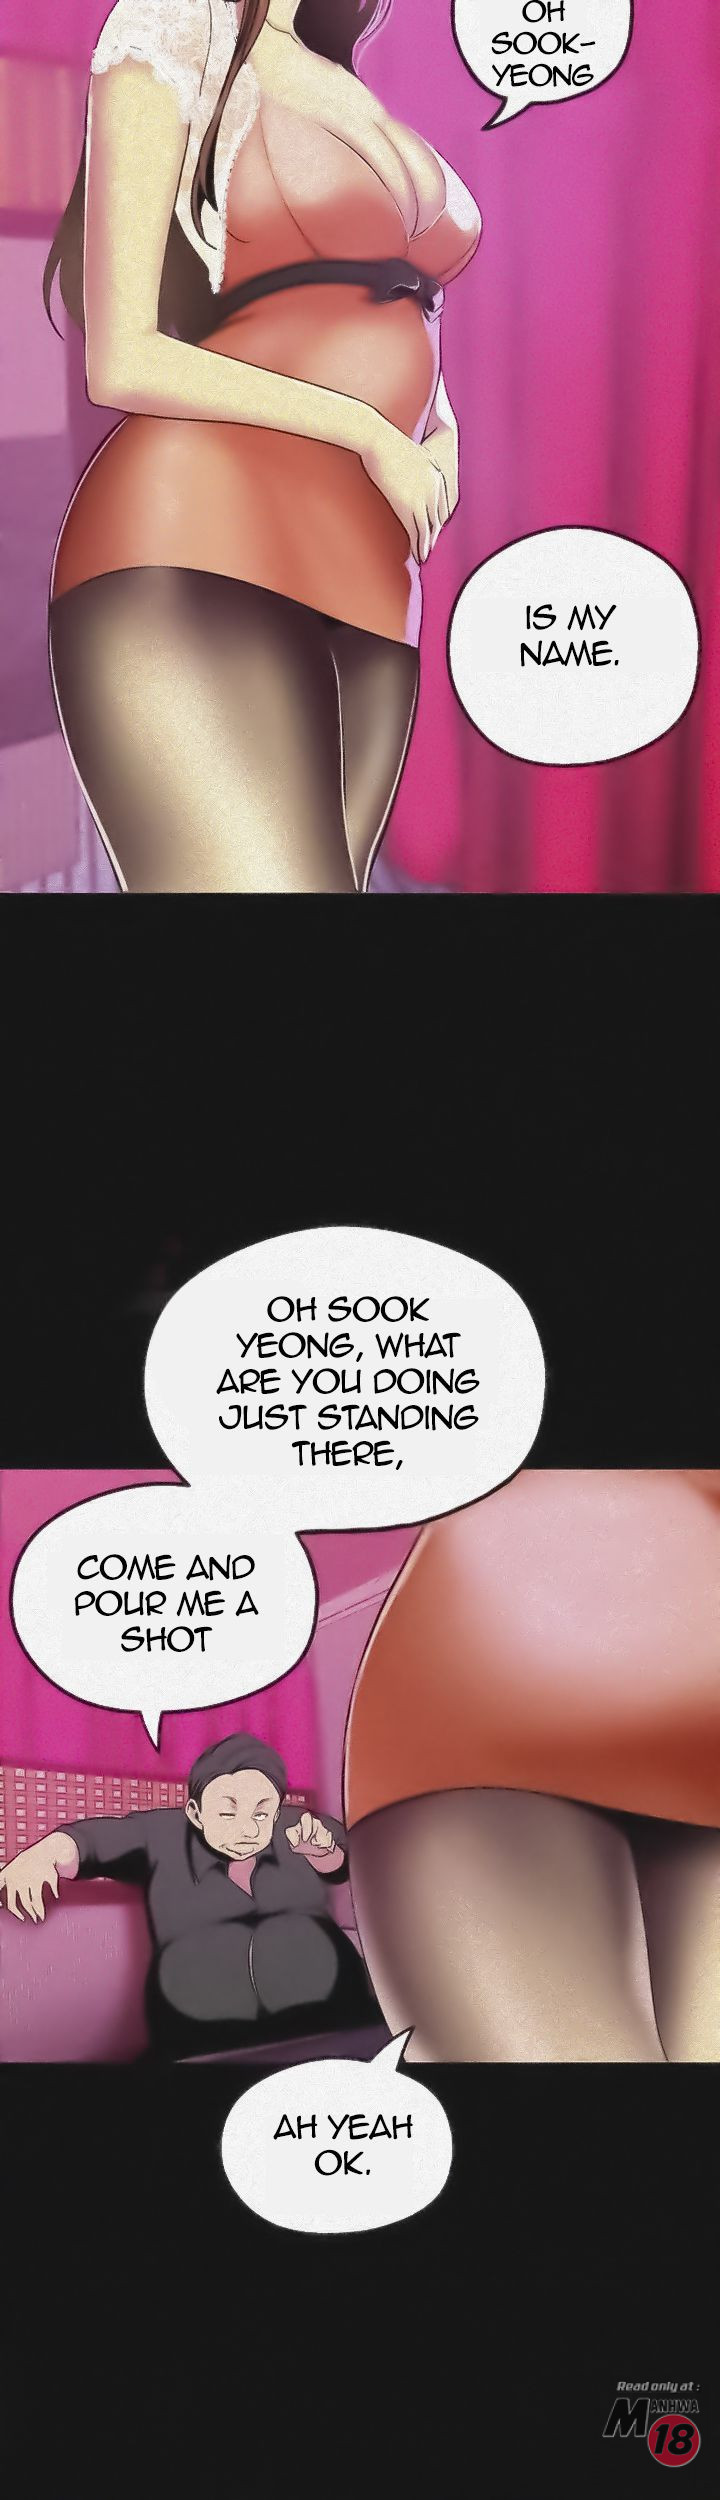 OH
SOOK-
YEONG
IS MY
NAME.
OH SOOK
YEONG, WHAT
ARE YOU DOING
JUST STANDING
THERE,
COME AND
POUR ME A
SHOT
AH YEAH
OK.
Read only at :
MANHWA
18